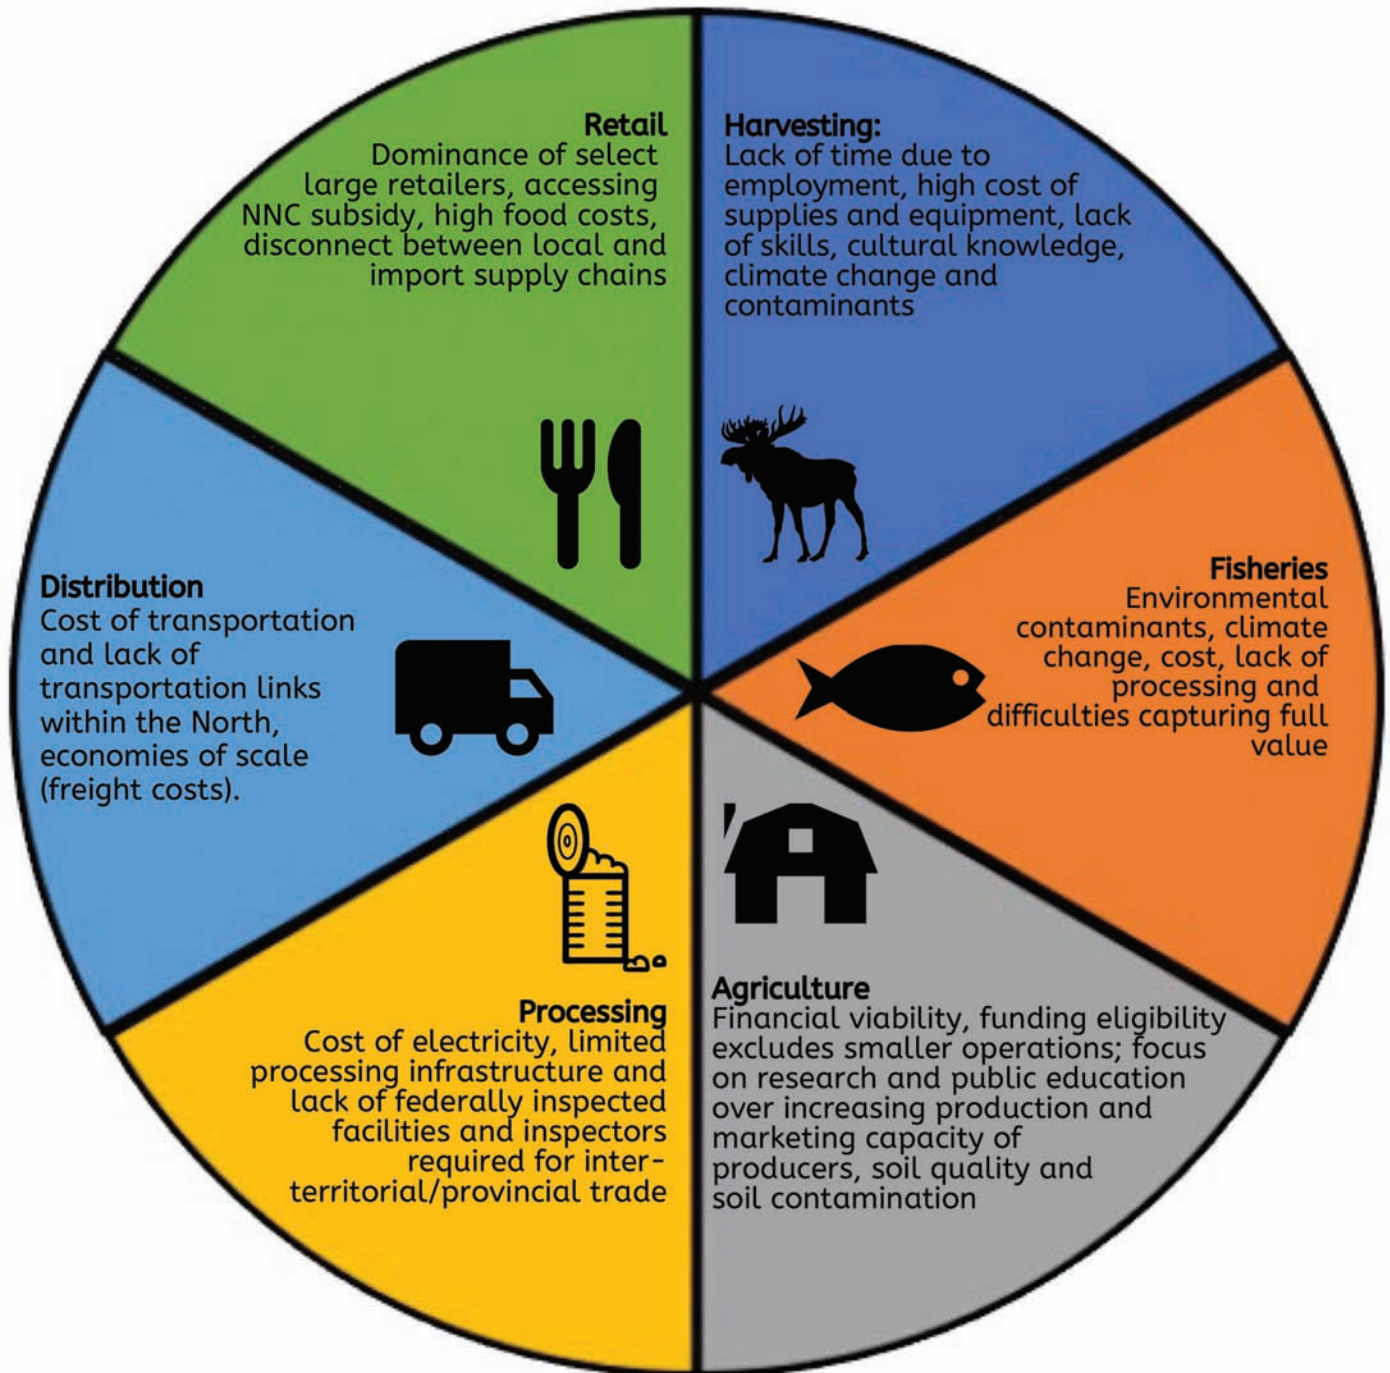 Retail
Dominance of select
large retailers, accessing
NNC subsidy, high food costs,
disconnect between local and
import supply chains
Harvesting:
Lack of time due to
employment, high cost of
supplies and equipment, lack
of skills, cultural knowledge,
climate change and
contaminants
Fisheries
Environmental
contaminants, climate
change, cost, lack of
processing and
difficulties capturing full
value
Agriculture
Financial viability, funding eligibility
excludes smaller operations; focus
on research and public education
over increasing production and
marketing capacity of
producers, soil quality and
soil contamination
Processing
Cost of electricity, limited
processing infrastructure and
lack of federally inspected
facilities and inspectors
required for inter-
territorial/provincial trade
Distribution
Cost of transportation
and lack of
transportation links
within the North,
economies of scale
(freight costs).